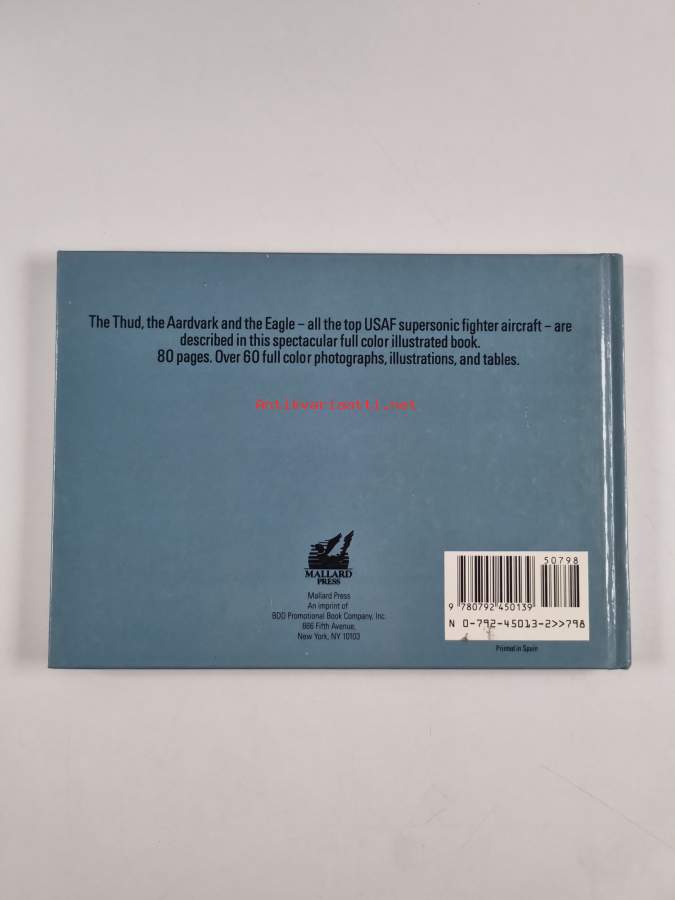 The Thud, the Aardvark and the Eagle – all the top USAF supersonic fighter aircraft – are
described in this spectacular full color illustrated book.
80 pages. Over 60 full color photographs, illustrations, and tables.
Antikvariaatti.net
MALLARD
PRESS
Mallard Press
An imprint of
BDD Promotional Book Company, Inc.
666 Fifth Avenue,
New York, NY 10103
50798
9 780792 450139
N 0-792-45013-2>>798
Printed in Spain